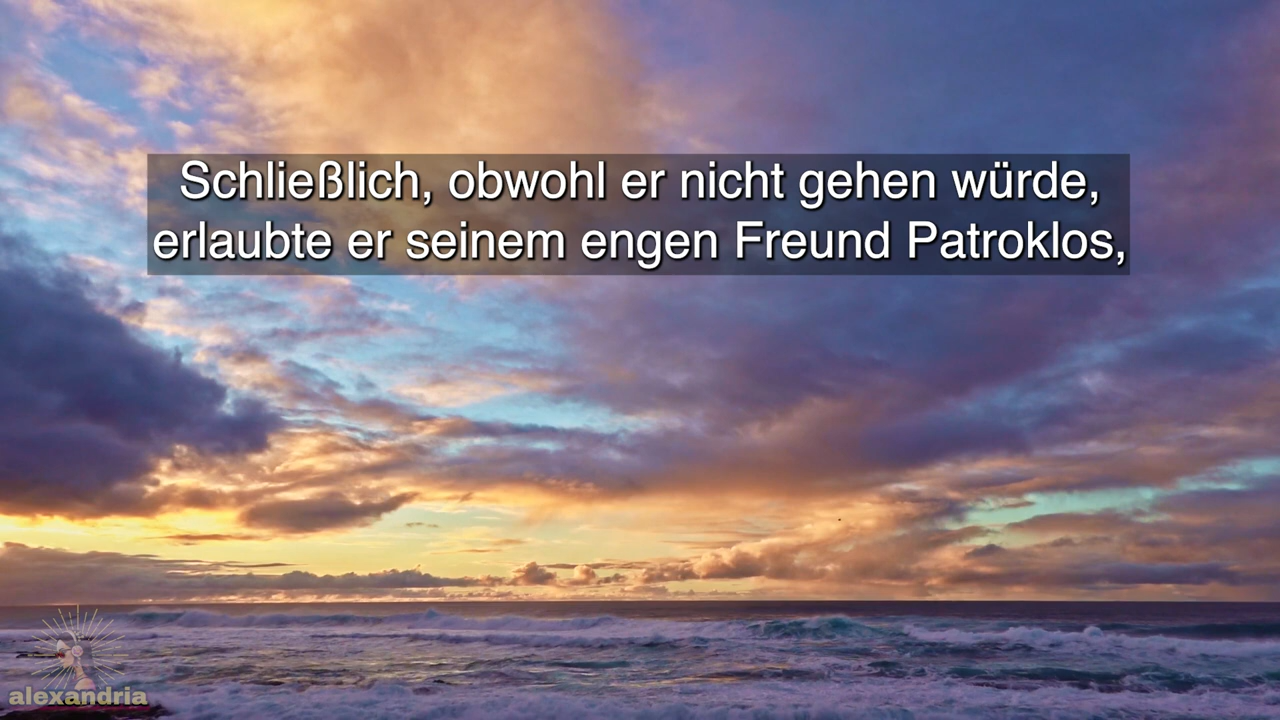 Schließlich, obwohl er nicht gehen würde,
erlaubte er seinem engen Freund Patroklos,
alexandria